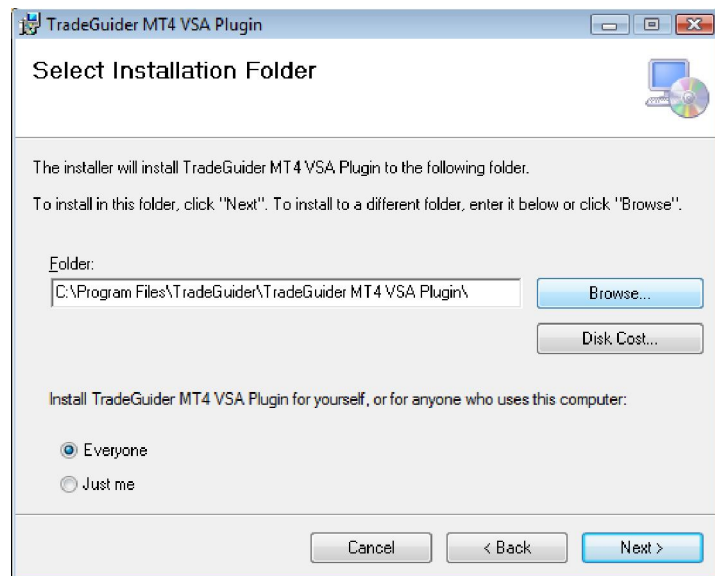 TradeGuider MT4 VSA Plugin
Select Installation Folder
The installer will install TradeGuider MT4 VSA Plugin to the following folder.
To install in this folder, click "Next". To install to a different folder, enter it below or click "Browse".
Folder:
C:\Program Files\TradeGuider\TradeGuider MT4 VSA Plugin\
Browse...
Disk Cost...
Install TradeGuider MT4 VSA Plugin for yourself, or for anyone who uses this computer:
Everyone
Just me
Cancel
< Back
Next >